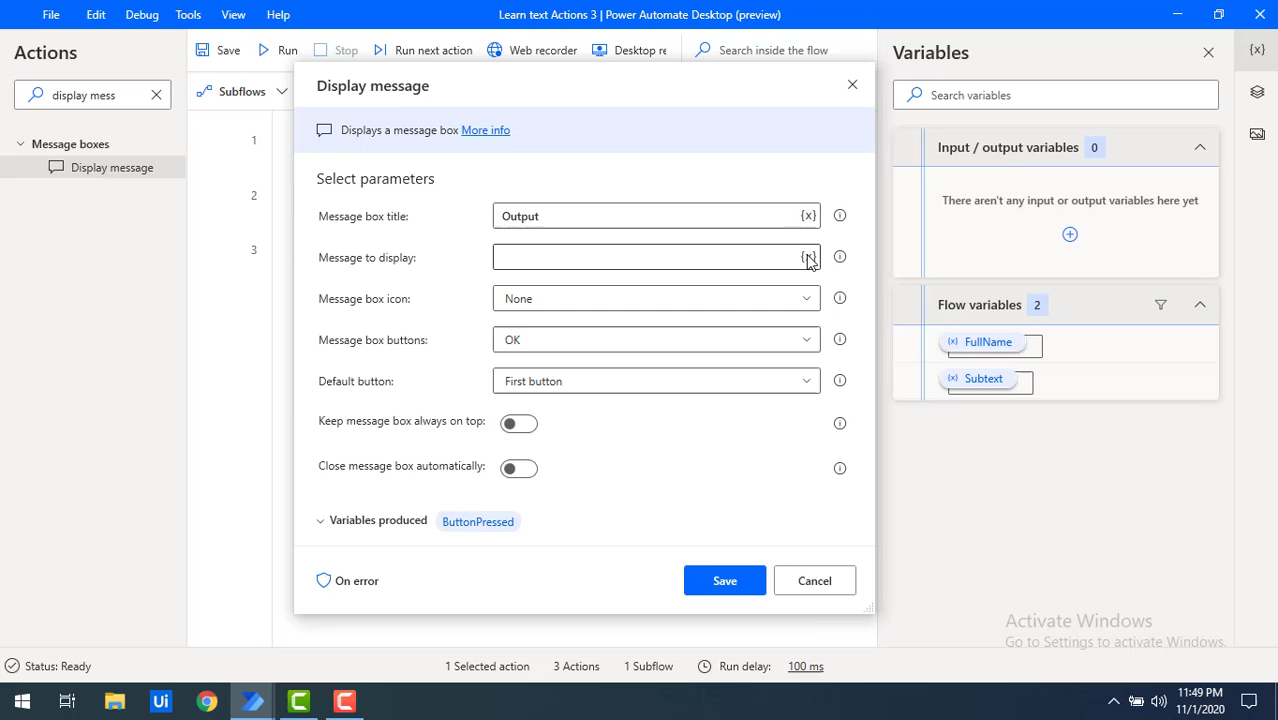 File Edit Debug Tools View Help Learn text Actions 3 | Power Automate Desktop (preview)
Actions
display mess
Message boxes
Display message
Save Run Stop Run next action Web recorder Desktop re Search inside the flow
Subflows
1
2
3
Display message
Displays a message box More info
Select parameters
Message box title: Output {x}
Message to display:
Message box icon: None
Message box buttons: OK
Default button: First button
Keep message box always on top:
Close message box automatically:
Variables produced ButtonPressed
On error Save Cancel
Variables {x}
Search variables
Input / output variables 0
There aren't any input or output variables here yet
Flow variables 2
(x) FullName
(x) Subtext
Activate Windows
Go to Settings to activate Windows.
Status: Ready 1 Selected action 3 Actions 1 Subflow Run delay: 100 ms
Ui
11:49 PM
11/1/2020